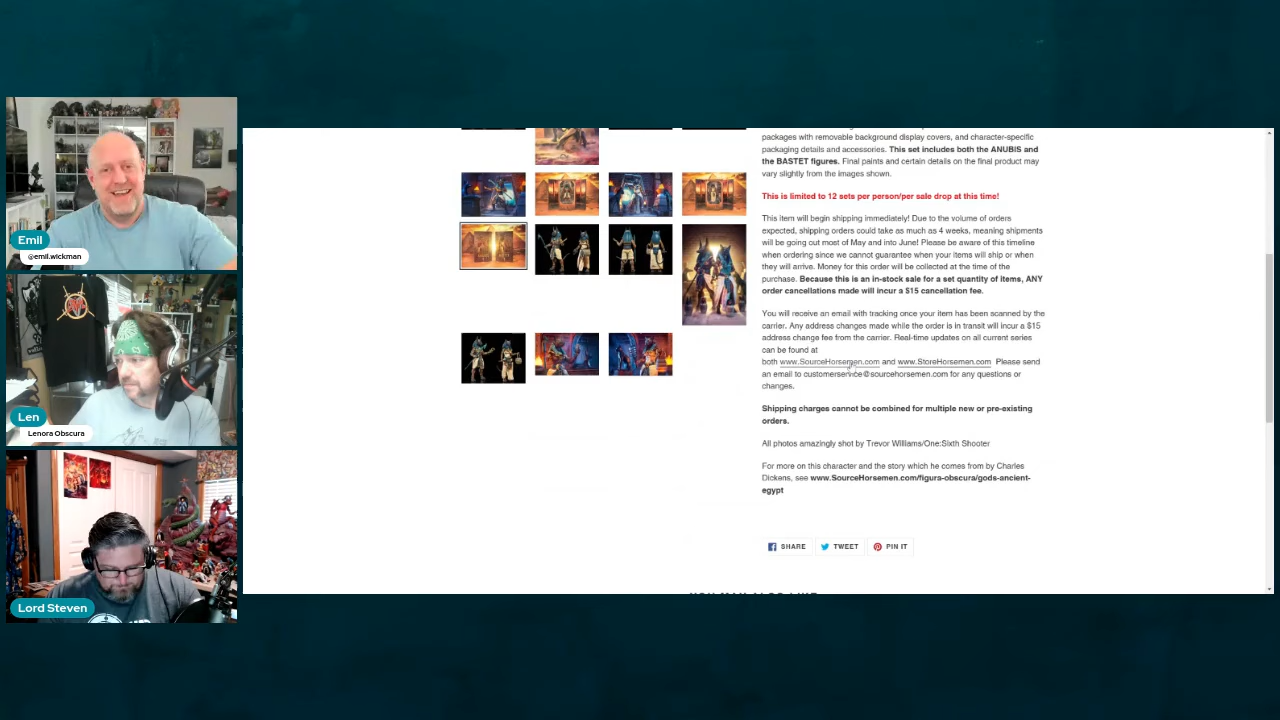 Emil
@emil.wickman
Len
Lenora Obscura
Lord Steven
packages with removable background display covers, and character-specific
packaging details and accessories. This set includes both the ANUBIS and
the BASTET figures. Final paints and certain details on the final product may
vary slightly from the images shown.
This is limited to 12 sets per person/per sale drop at this time!
This item will begin shipping immediately! Due to the volume of orders
expected, shipping orders could take as much as 4 weeks, meaning shipments
will be going out most of May and into June! Please be aware of this timeline
when ordering since we cannot guarantee when your items will ship or when
they will arrive. Money for this order will be collected at the time of the
purchase. Because this is an in-stock sale for a set quantity of items, ANY
order cancellations made will incur a $15 cancellation fee.
You will receive an email with tracking once your item has been scanned by the
carrier. Any address changes made while the order is in transit will incur a $15
address change fee from the carrier. Real-time updates on all current series
can be found at
both www.SourceHorsemen.com and www.StoreHorsemen.com Please send
an email to customerservice@sourcehorsemen.com for any questions or
changes.
Shipping charges cannot be combined for multiple new or pre-existing
orders.
All photos amazingly shot by Trevor Williams/One:Sixth Shooter
For more on this character and the story which he comes from by Charles
Dickens, see www.SourceHorsemen.com/figura-obscura/gods-ancient-
egypt
SHARE TWEET PIN IT